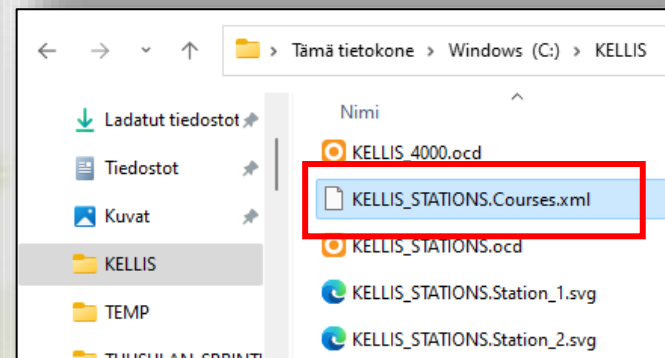 Tämä tietokone > Windows (C:) > KELLIS
Ladatut tiedostot
Tiedostot
Kuvat
KELLIS
TEMP
Nimi
KELLIS_4000.ocd
KELLIS_STATIONS.Courses.xml
KELLIS_STATIONS.ocd
KELLIS_STATIONS.Station_1.svg
KELLIS_STATIONS.Station_2.svg